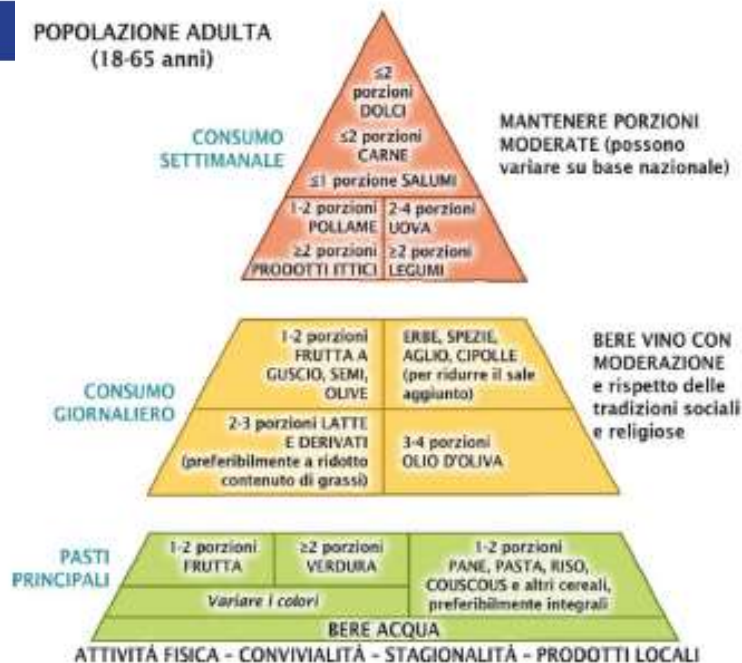 POPOLAZIONE ADULTA
(18-65 anni)
CONSUMO
SETTIMANALE
≤2
porzioni
DOLCI
≤2 porzioni
CARNE
≤1 porzione SALUMI
1-2 porzioni
POLLAME
2-4 porzioni
UOVA
≥2 porzioni
PRODOTTI ITTICI
≥2 porzioni
LEGUMI
MANTENERE PORZIONI
MODERATE (possono
variare su base nazionale)
CONSUMO
GIORNALIERO
1-2 porzioni
FRUTTA A
GUSCIO, SEMI,
OLIVE
ERBE, SPEZIE,
AGLIO, CIPOLLE
(per ridurre il sale
aggiunto)
2-3 porzioni LATTE
E DERIVATI
(preferibilmente a ridotto
contenuto di grassi)
3-4 porzioni
OLIO D'OLIVA
BERE VINO CON
MODERAZIONE
e rispetto delle
tradizioni sociali
e religiose
PASTI
PRINCIPALI
1-2 porzioni
FRUTTA
≥2 porzioni
VERDURA
Variare i colori
1-2 porzioni
PANE, PASTA, RISO,
COUSCOUS e altri cereali,
preferibilmente integrali
BERE ACQUA
ATTIVITÀ FISICA – CONVIVIALITÀ – STAGIONALITÀ – PRODOTTI LOCALI